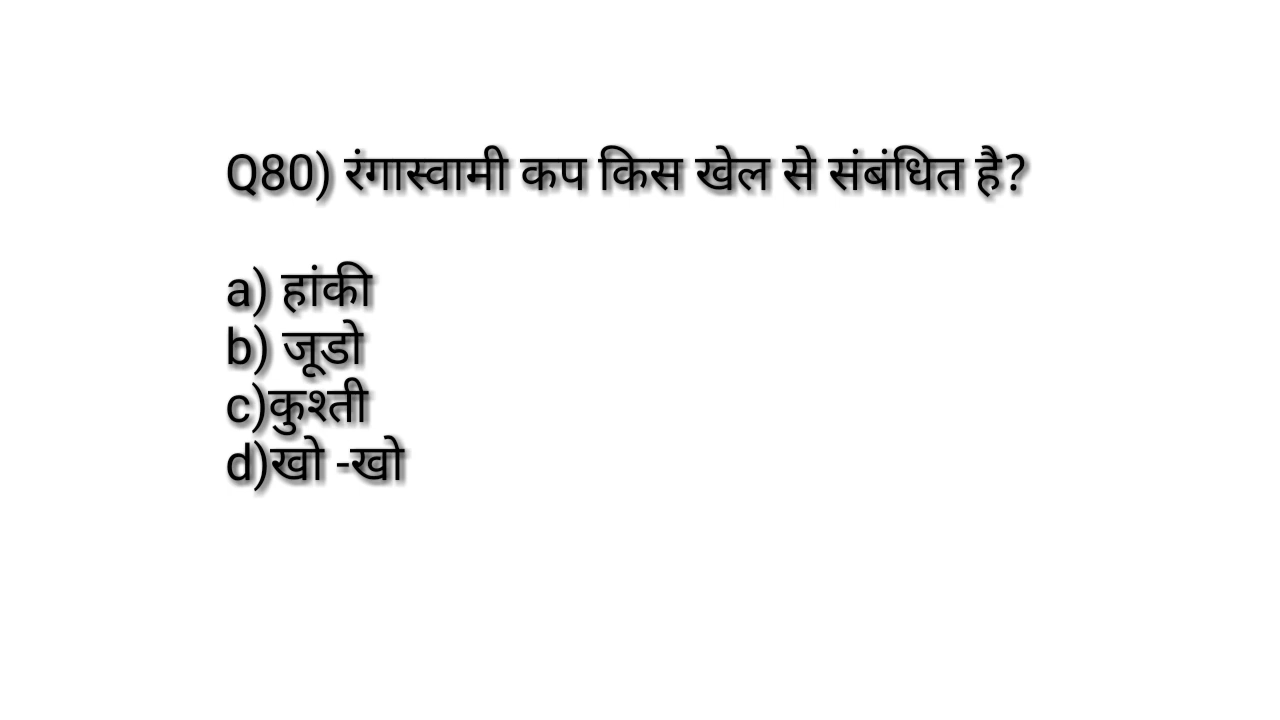 Q80) रंगास्वामी कप किस खेल से संबंधित है?
a) हांकी
b) जूडो
c)कुश्ती
d)खो -खो